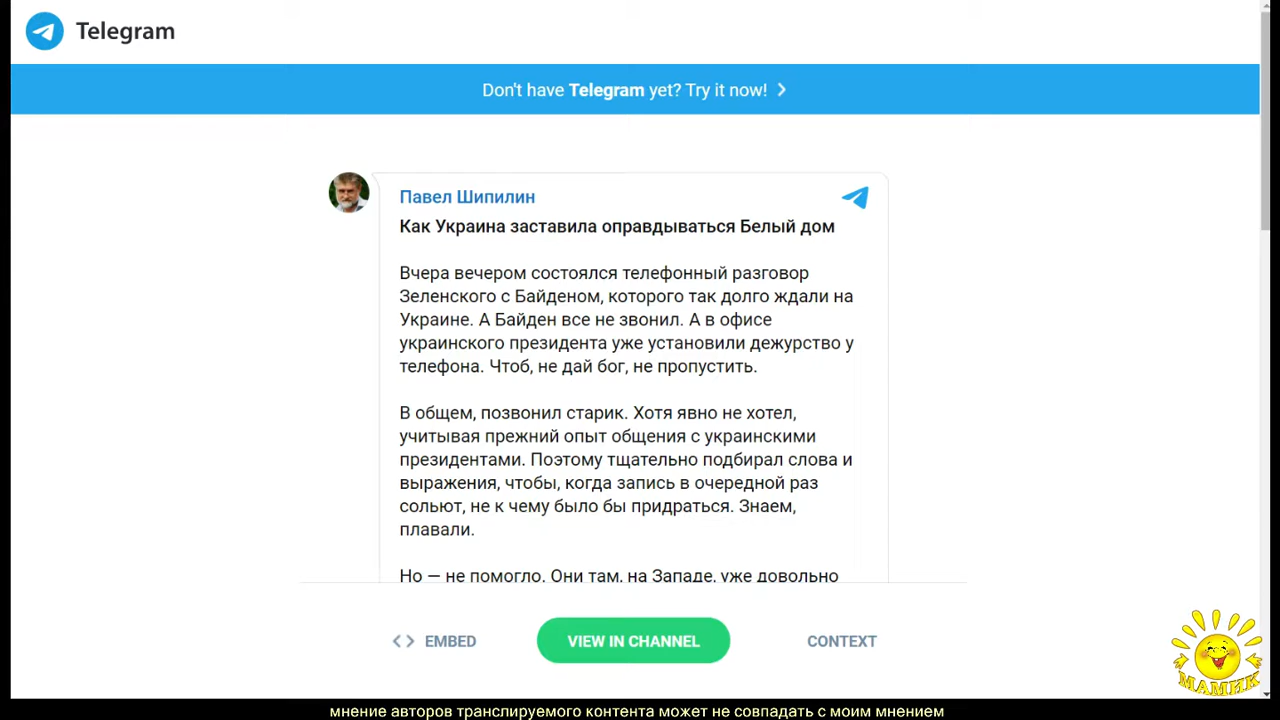 Telegram
Don't have Telegram yet? Try it now!
Павел Шипилин
Как Украина заставила оправдываться Белый дом
Вчера вечером состоялся телефонный разговор
Зеленского с Байденом, которого так долго ждали на
Украине. А Байден все не звонил. А в офисе
украинского президента уже установили дежурство у
телефона. Чтоб, не дай бог, не пропустить.
В общем, позвонил старик. Хотя явно не хотел,
учитывая прежний опыт общения с украинскими
президентами. Поэтому тщательно подбирал слова и
выражения, чтобы, когда запись в очередной раз
сольют, не к чему было бы придраться. Знаем,
плавали.
Но — не помогло. Они там, на Западе, уже довольно
EMBED
VIEW IN CHANNEL
CONTEXT
МАМИК
мнение авторов транслируемого контента может не совпадать с моим мнением